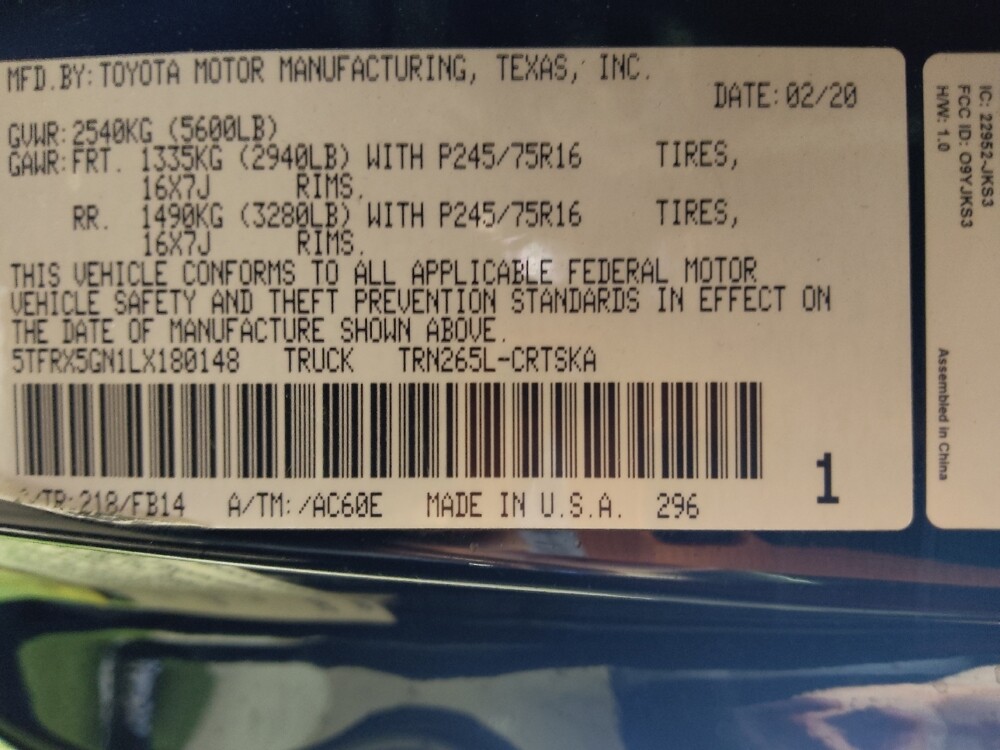 MFD.BY:TOYOTA MOTOR MANUFACTURING, TEXAS, INC.
DATE:02/20
GVWR:2540KG (5600LB)
GAWR:FRT. 1335KG (2940LB) WITH P245/75R16 TIRES,
16X7J RIMS,
RR. 1490KG (3280LB) WITH P245/75R16 TIRES,
16X7J RIMS.
THIS VEHICLE CONFORMS TO ALL APPLICABLE FEDERAL MOTOR
VEHICLE SAFETY AND THEFT PREVENTION STANDARDS IN EFFECT ON
THE DATE OF MANUFACTURE SHOWN ABOVE.
5TFRX5GN1LX180148 TRUCK TRN265L-CRTSKA
/TR:218/FB14 A/TM:/AC60E MADE IN U.S.A. 296
1
IC: 22952-JKS3
FCC ID: O9YJKS3
H/W: 1.0
Assembled in China